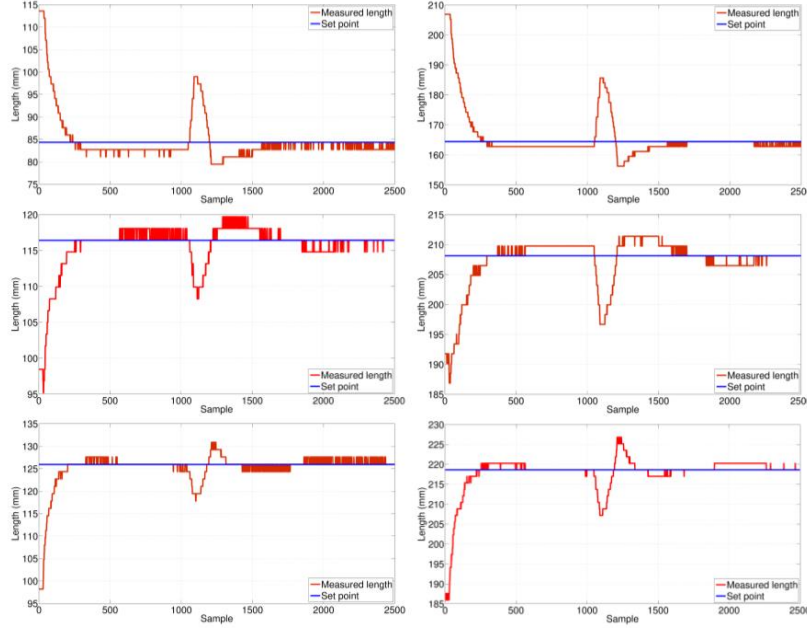 115
110
105
100
95
90
85
80
75
Length (mm)
0 500 1000 1500 2000 2500
Sample
Measured length
Set point
210
200
190
180
170
160
150
Length (mm)
0 500 1000 1500 2000 2500
Sample
Measured length
Set point
120
115
110
105
100
95
Length (mm)
0 500 1000 1500 2000 2500
Sample
Measured length
Set point
215
210
205
200
195
190
185
Length (mm)
0 500 1000 1500 2000 2500
Sample
Measured length
Set point
135
130
125
120
115
110
105
100
95
Length (mm)
0 500 1000 1500 2000 2500
Sample
Measured length
Set point
230
225
220
215
210
205
200
195
190
185
Length (mm)
0 500 1000 1500 2000 2500
Sample
Measured length
Set point